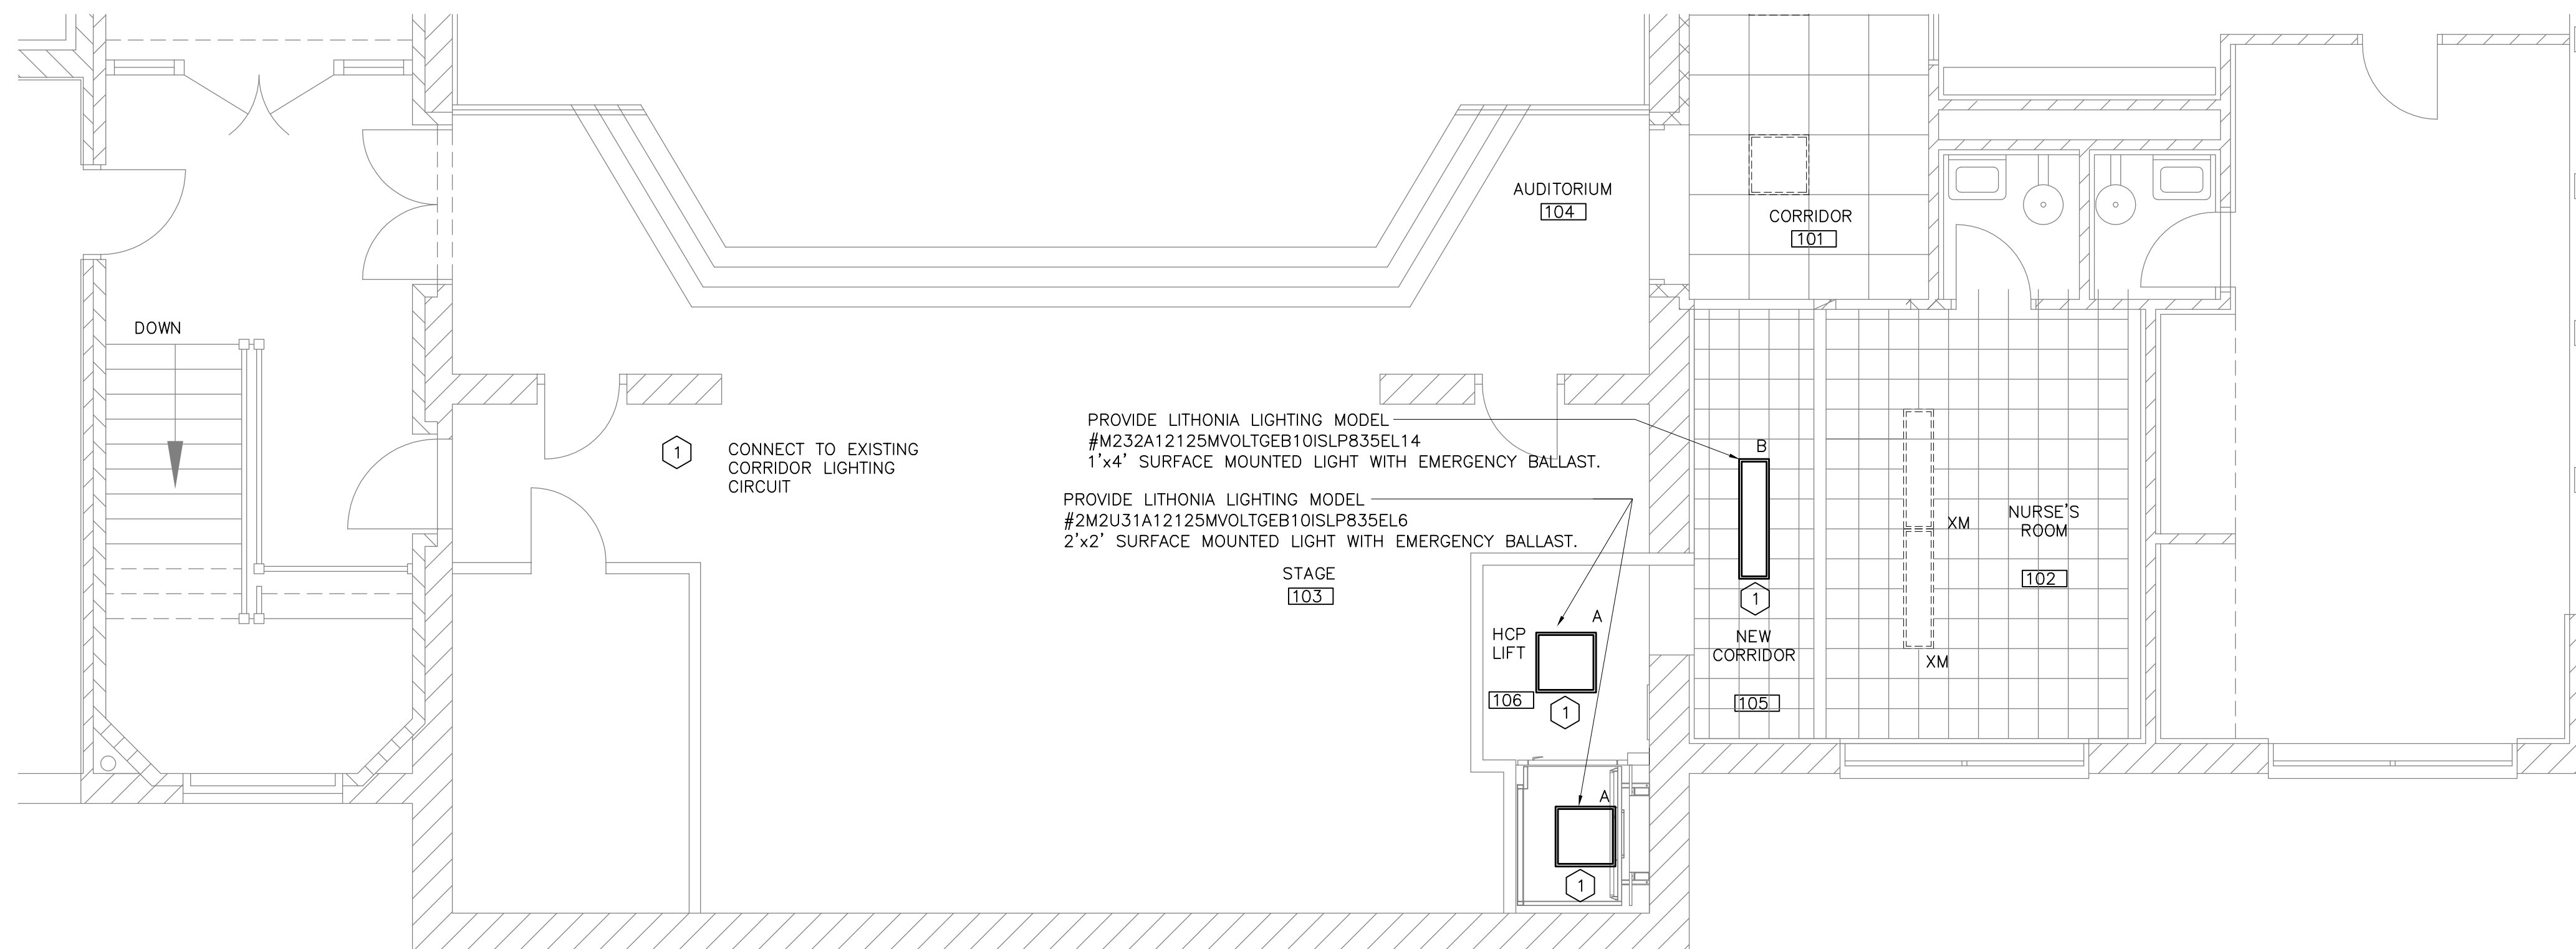 AUDITORIUM
104
CORRIDOR
101
DOWN
1
CONNECT TO EXISTING
CORRIDOR LIGHTING
CIRCUIT
PROVIDE LITHONIA LIGHTING MODEL
#M232A12125MVOLTGEB10ISLP835EL14
1'x4' SURFACE MOUNTED LIGHT WITH EMERGENCY BALLAST.
PROVIDE LITHONIA LIGHTING MODEL
#2M2U31A12125MVOLTGEB10ISLP835EL6
2'x2' SURFACE MOUNTED LIGHT WITH EMERGENCY BALLAST.
STAGE
103
B
1
NEW
CORRIDOR
105
XM
XM
NURSE'S
ROOM
102
A
HCP
LIFT
106
1
A
1